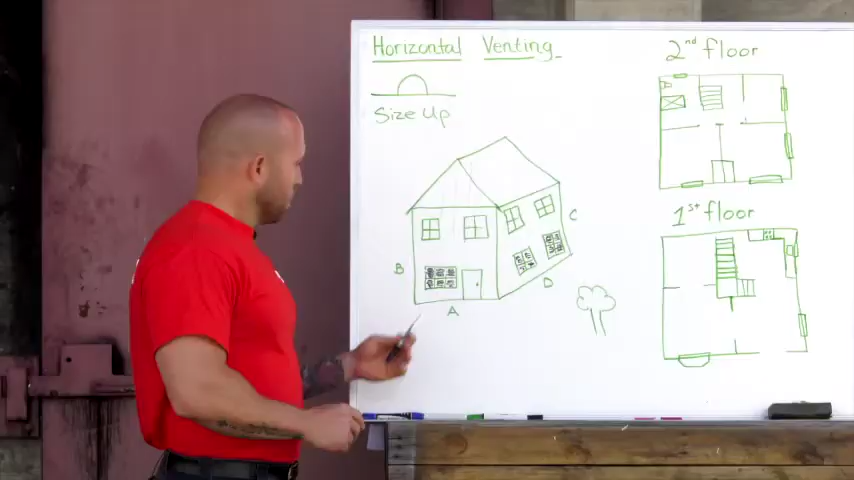 Horizontal Venting
Size Up
B
A
D
C
2nd floor
1st floor